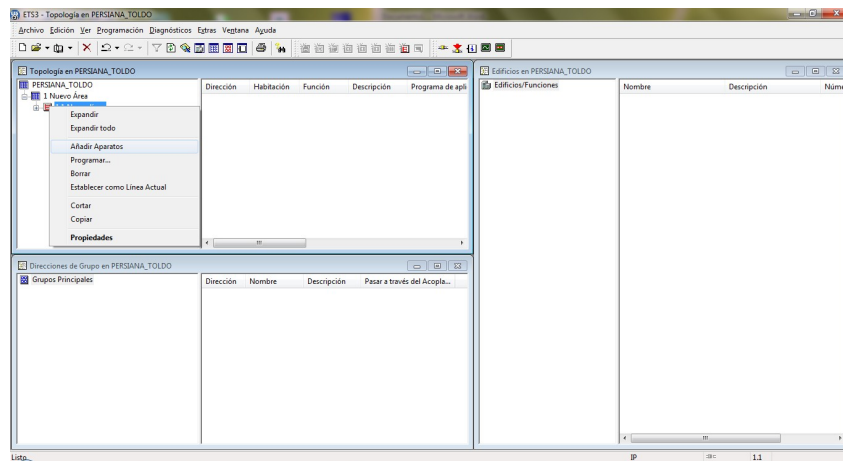 ETS3 - Topología en PERSIANA_TOLDO
Archivo Edición Ver Programación Diagnósticos Extras Ventana Ayuda
Topología en PERSIANA_TOLDO
PERSIANA_TOLDO
1 Nuevo Área
Dirección Habitación Función Descripción Programa de apli
Expandir
Expandir todo
Añadir Aparatos
Programar...
Borrar
Establecer como Línea Actual
Cortar
Copiar
Propiedades
Edificios en PERSIANA_TOLDO
Edificios/Funciones
Nombre Descripción Núme
Direcciones de Grupo en PERSIANA_TOLDO
Grupos Principales
Dirección Nombre Descripción Pasar a través del Acopla...
Listo...
IP 1.1